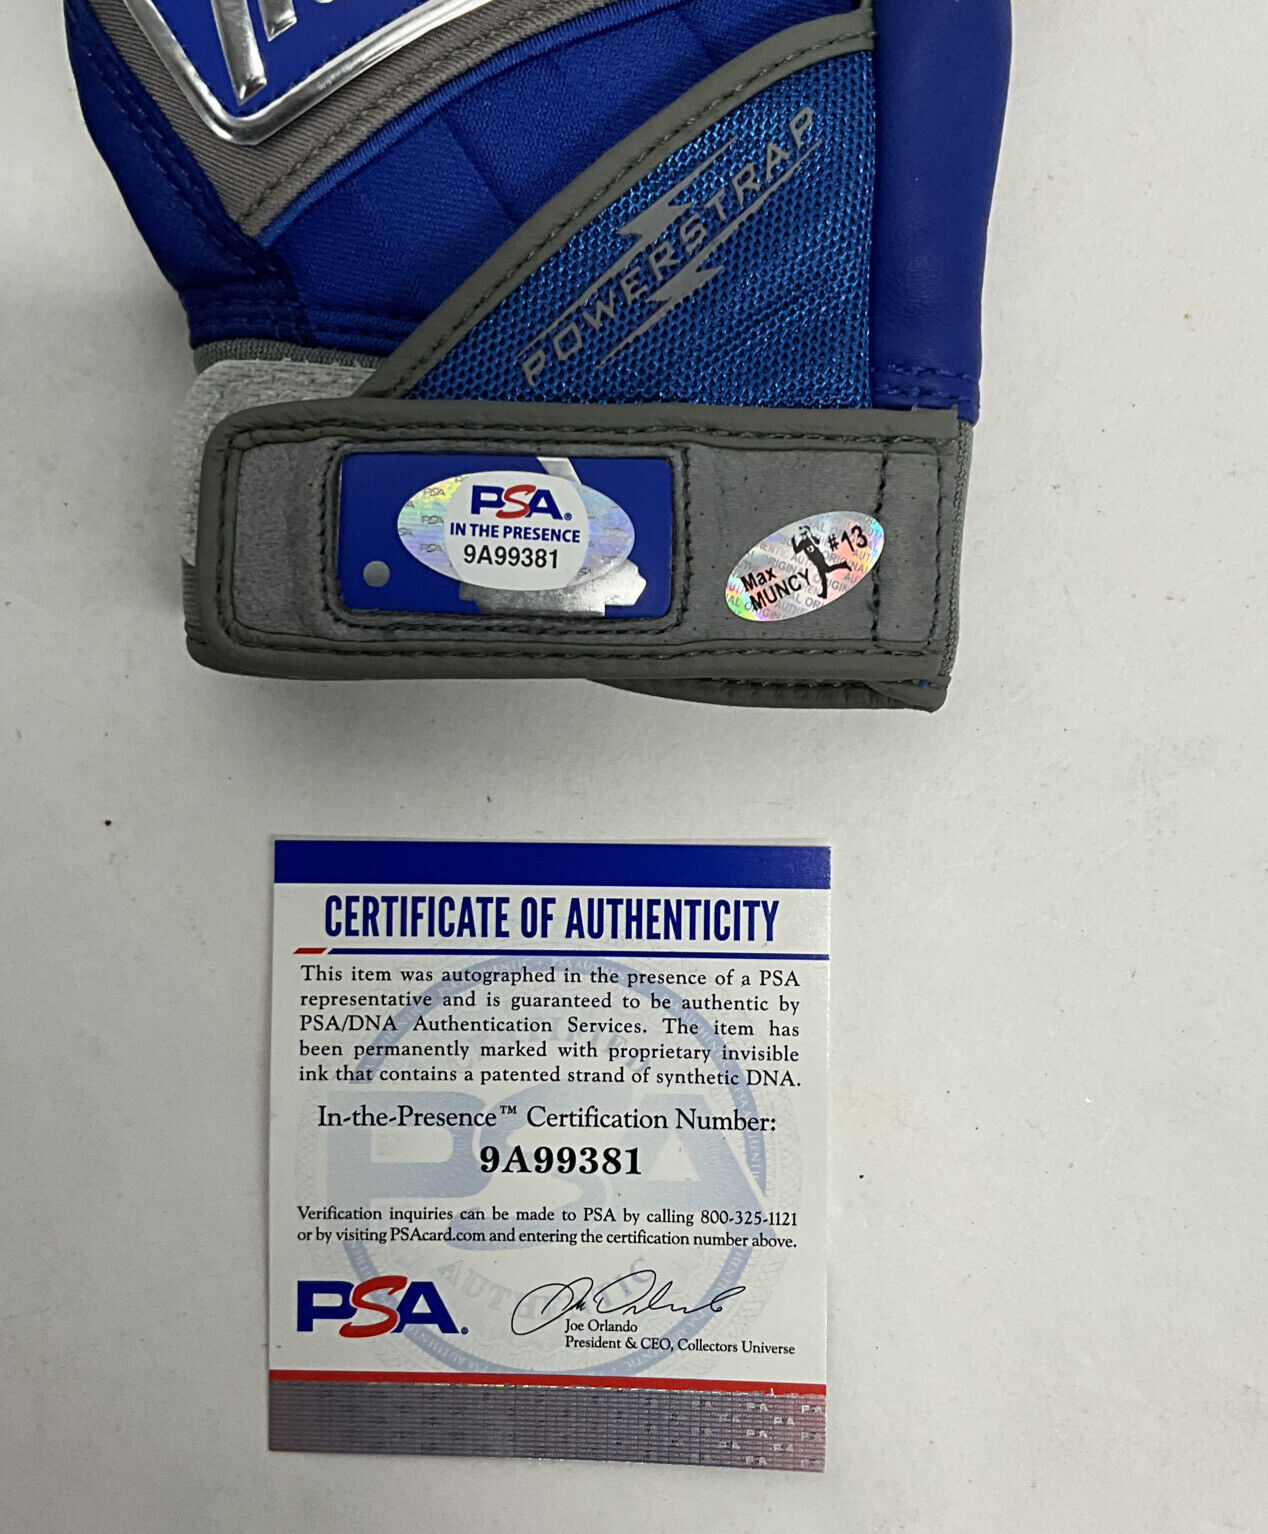 POWERSTRAP
PSA
IN THE PRESENCE
9A99381
#13
Max
MUNCY
CERTIFICATE OF AUTHENTICITY
This item was autographed in the presence of a PSA
representative and is guaranteed to be authentic by
PSA/DNA Authentication Services. The item has
been permanently marked with proprietary invisible
ink that contains a patented strand of synthetic DNA.
In-the-Presence™ Certification Number:
9A99381
Verification inquiries can be made to PSA by calling 800-325-1121
or by visiting PSAcard.com and entering the certification number above.
PSA.
Joe Orlando
President & CEO, Collectors Universe